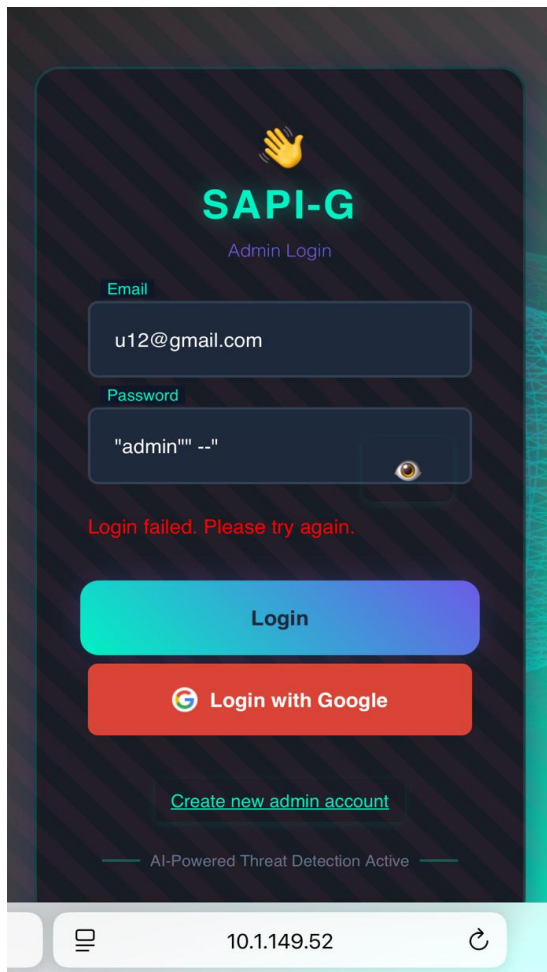 SAPI-G
Admin Login
Email
u12@gmail.com
Password
"admin"" --"
Login failed. Please try again.
Login
G Login with Google
Create new admin account
AI-Powered Threat Detection Active
10.1.149.52